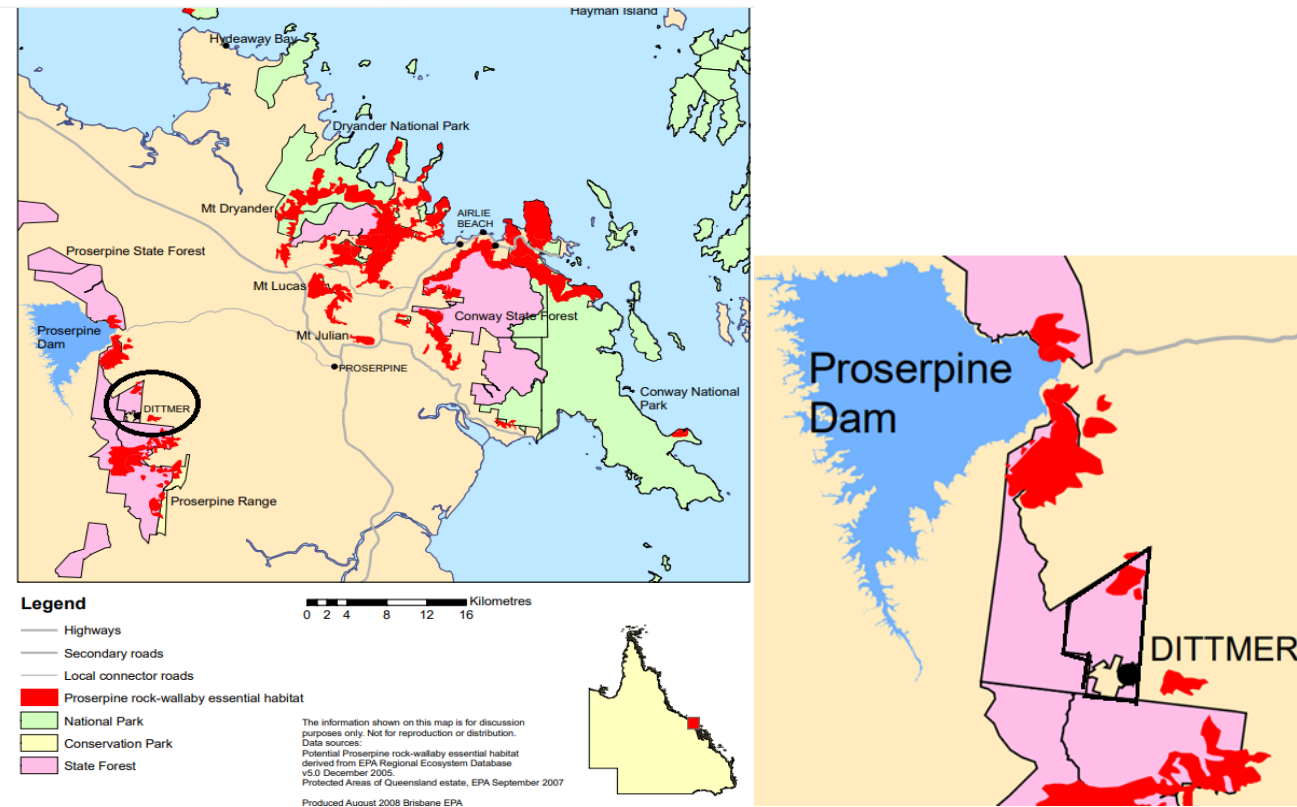 Hayman Island
Hydeaway Bay
Dryander National Park
Mt Dryander
AIRLIE
BEACH
Proserpine State Forest
Mt Lucas
Conway State Forest
Proserpine
Dam
Mt Julian
PROSERPINE
Conway National
Park
DITTMER
Proserpine Range
Proserpine
Dam
DITTMER
Legend
Highways
Secondary roads
Local connector roads
Proserpine rock-wallaby essential habitat
National Park
Conservation Park
State Forest
Kilometres
0 2 4 8 12 16
The information shown on this map is for discussion
purposes only. Not for reproduction or distribution.
Data sources:
Potential Proserpine rock-wallaby essential habitat
derived from EPA Regional Ecosystem Database
v5.0 December 2005.
Protected Areas of Queensland estate, EPA September 2007
Produced August 2008 Brisbane EPA